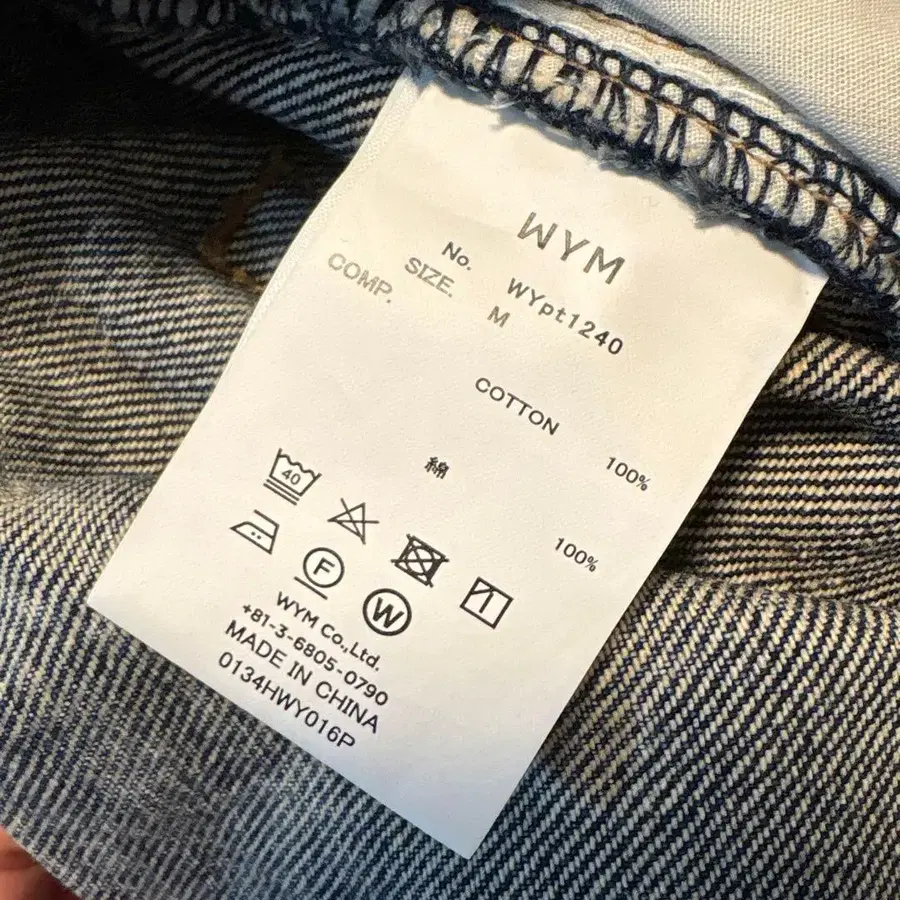 WYM
No. WYpt1240
SIZE. M
COMP.
COTTON 100%
綿 100%
40
F
W
WYM Co.,Ltd.
+81-3-6805-0790
MADE IN CHINA
0134HWY016P